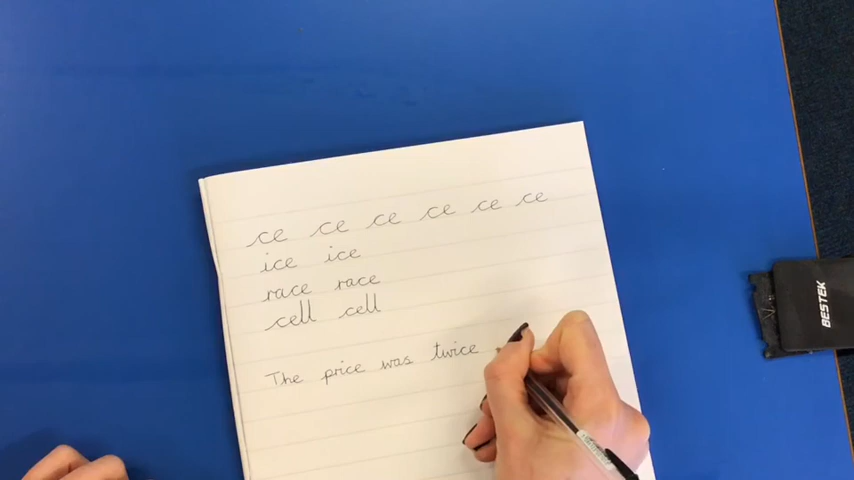 ce ce ce ce ce ce
ice ice
race race
cell cell
The price was twice
BESTEK